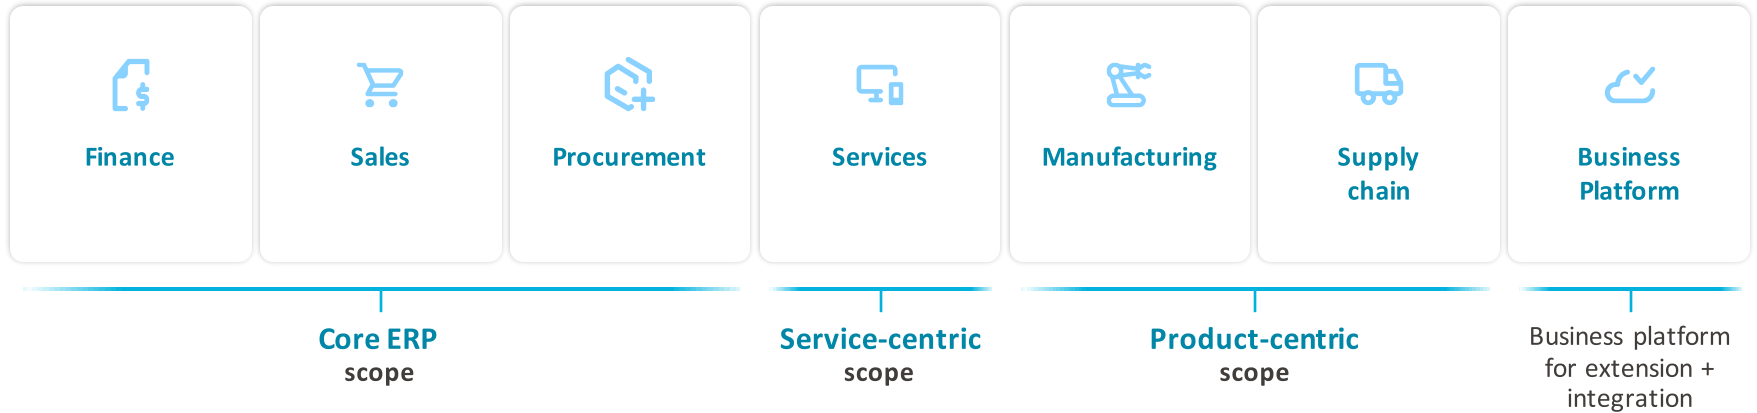 Finance
Sales
Procurement
Services
Manufacturing
Supply
chain
Business
Platform
Core ERP
scope
Service-centric
scope
Product-centric
scope
Business platform
for extension +
integration